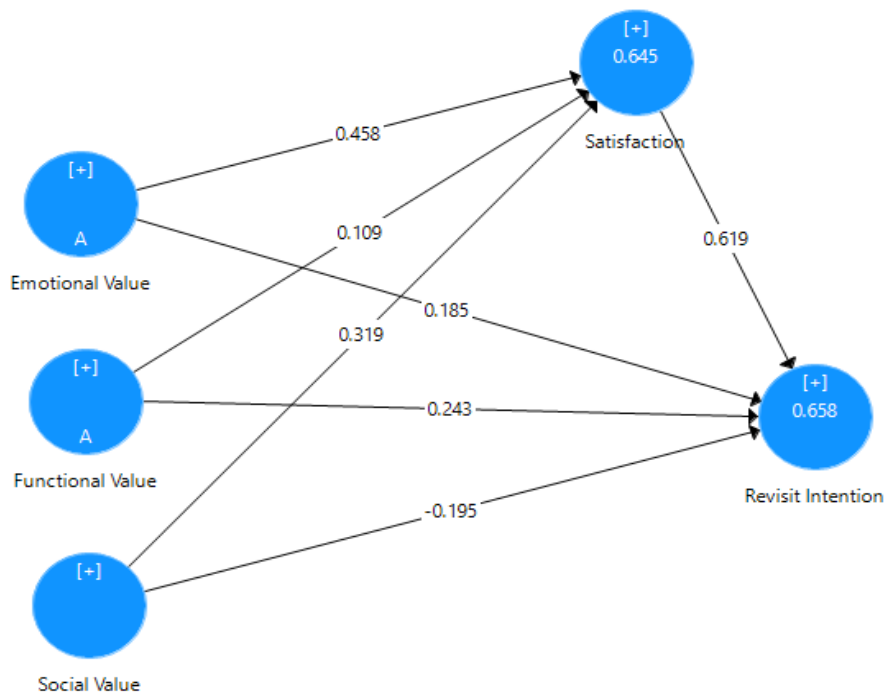 [+]
0.645
Satisfaction
0.458
[+]
A
Emotional Value
0.109
0.619
0.185
0.319
[+]
A
Functional Value
0.243
[+]
0.658
Revisit Intention
-0.195
[+]
Social Value